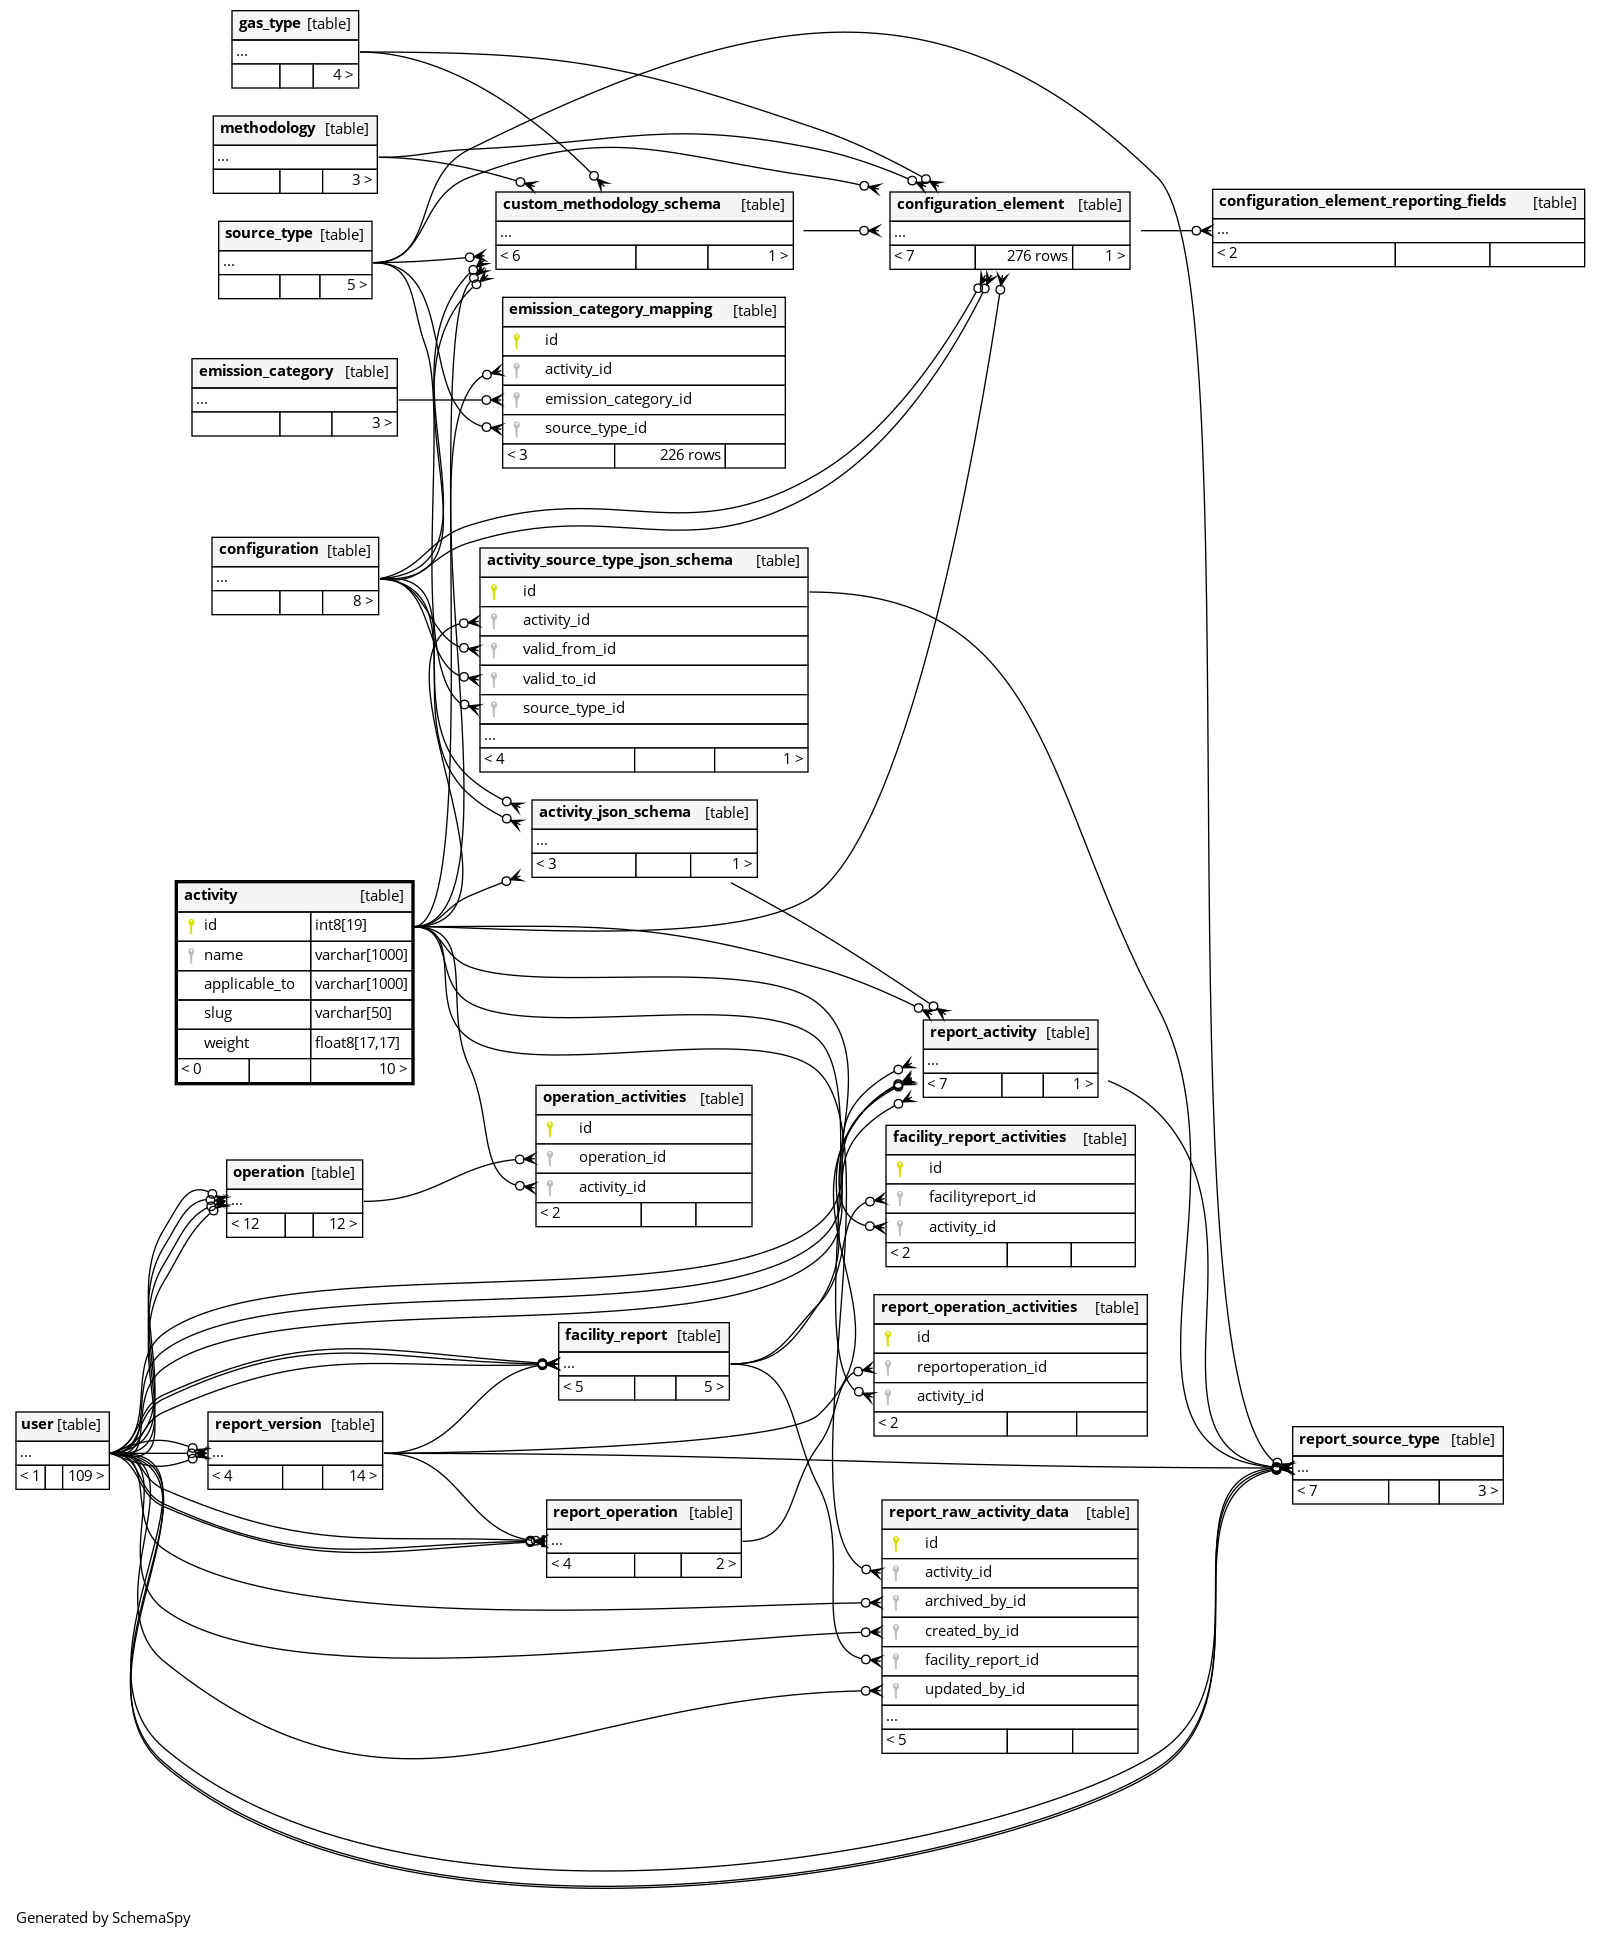 gas_type [table]
...
4 >
methodology [table]
...
3 >
source_type [table]
...
5 >
custom_methodology_schema [table]
...
< 6 1 >
configuration_element [table]
...
< 7 276 rows 1 >
configuration_element_reporting_fields [table]
...
< 2
emission_category_mapping [table]
id
activity_id
emission_category_id
source_type_id
< 3 226 rows
emission_category [table]
...
3 >
configuration [table]
...
8 >
activity_source_type_json_schema [table]
id
activity_id
valid_from_id
valid_to_id
source_type_id
...
< 4 1 >
activity_json_schema [table]
...
< 3 1 >
activity [table]
id int8[19]
name varchar[1000]
applicable_to varchar[1000]
slug varchar[50]
weight float8[17,17]
< 0 10 >
report_activity [table]
...
< 7 1 >
operation_activities [table]
id
operation_id
activity_id
< 2
facility_report_activities [table]
id
facilityreport_id
activity_id
< 2
operation [table]
...
< 12 12 >
report_operation_activities [table]
id
reportoperation_id
activity_id
< 2
facility_report [table]
...
< 5 5 >
user [table]
...
< 1 109 >
report_version [table]
...
< 4 14 >
report_source_type [table]
...
< 7 3 >
report_operation [table]
...
< 4 2 >
report_raw_activity_data [table]
id
activity_id
archived_by_id
created_by_id
facility_report_id
updated_by_id
...
< 5
Generated by SchemaSpy